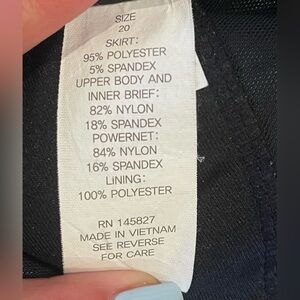 SIZE
20
SKIRT:
95% POLYESTER
5% SPANDEX
UPPER BODY AND
INNER BRIEF:
82% NYLON
18% SPANDEX
POWERNET:
84% NYLON
16% SPANDEX
LINING:
100% POLYESTER
RN 145827
MADE IN VIETNAM
SEE REVERSE
FOR CARE